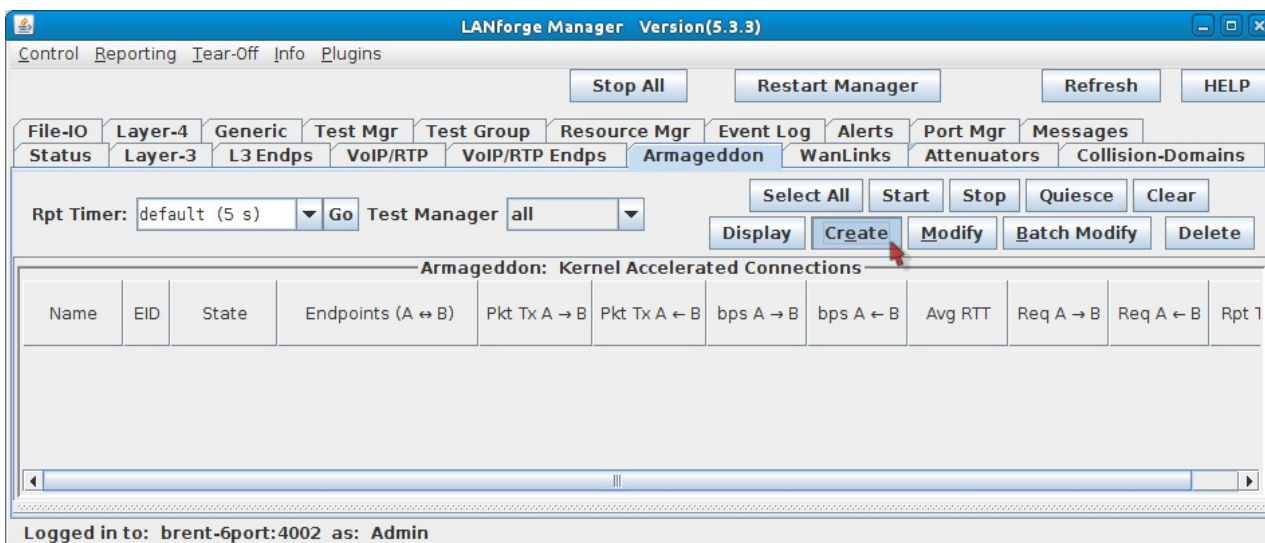 LANforge Manager Version(5.3.3)
Control Reporting Tear-Off Info Plugins
Stop All Restart Manager Refresh HELP
File-IO Layer-4 Generic Test Mgr Test Group Resource Mgr Event Log Alerts Port Mgr Messages
Status Layer-3 L3 Endps VoIP/RTP VoIP/RTP Endps Armageddon WanLinks Attenuators Collision-Domains
Select All Start Stop Quiesce Clear
Rpt Timer: default (5 s) Go Test Manager all
Display Create Modify Batch Modify Delete
Armageddon: Kernel Accelerated Connections
Name EID State Endpoints (A ↔ B) Pkt Tx A → B Pkt Tx A ← B bps A → B bps A ← B Avg RTT Req A → B Req A ← B Rpt
Logged in to: brent-6port:4002 as: Admin